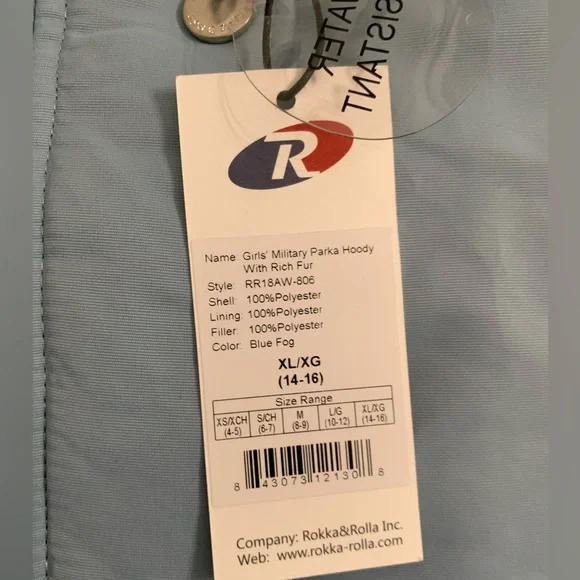 WATER
RESISTANT
R
Name: Girls' Military Parka Hoody
With Rich Fur
Style: RR18AW-806
Shell: 100%Polyester
Lining: 100%Polyester
Filler: 100%Polyester
Color: Blue Fog
XL/XG
(14-16)
Size Range
XS/XCH S/CH M L/G XL/XG
(4-5) (6-7) (8-9) (10-12) (14-16)
8 43073 12130 8
Company: Rokka&Rolla Inc.
Web: www.rokka-rolla.com